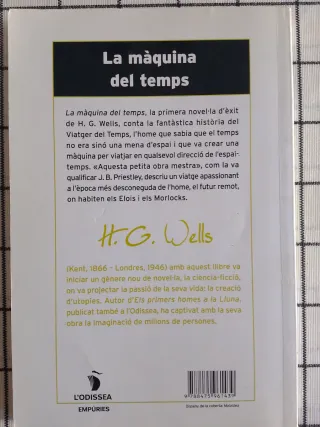 La màquina
del temps
La màquina del temps, la primera novel·la d'èxit
de H. G. Wells, conta la fantàstica història del
Viatger del Temps, l'home que sabia que el temps
no era sinó una mena d'espai i que va crear una
màquina per viatjar en qualsevol direcció de l'espai-
temps. «Aquesta petita obra mestra», com la va
qualificar J. B. Priestley, descriu un viatge apassionant
a l'època més desconeguda de l'home, el futur remot,
on habiten els Elois i els Morlocks.
H. G. Wells
(Kent, 1866 - Londres, 1946) amb aquest llibre va
iniciar un gènere nou de novel·la, la ciència-ficció,
on va projectar la passió de la seva vida: la creació
d'utopies. Autor d'Els primers homes a la Lluna,
publicat també a l'Odissea, ha captivat amb la seva
obra la imaginació de milions de persones.
L'ODISSEA
EMPÚRIES